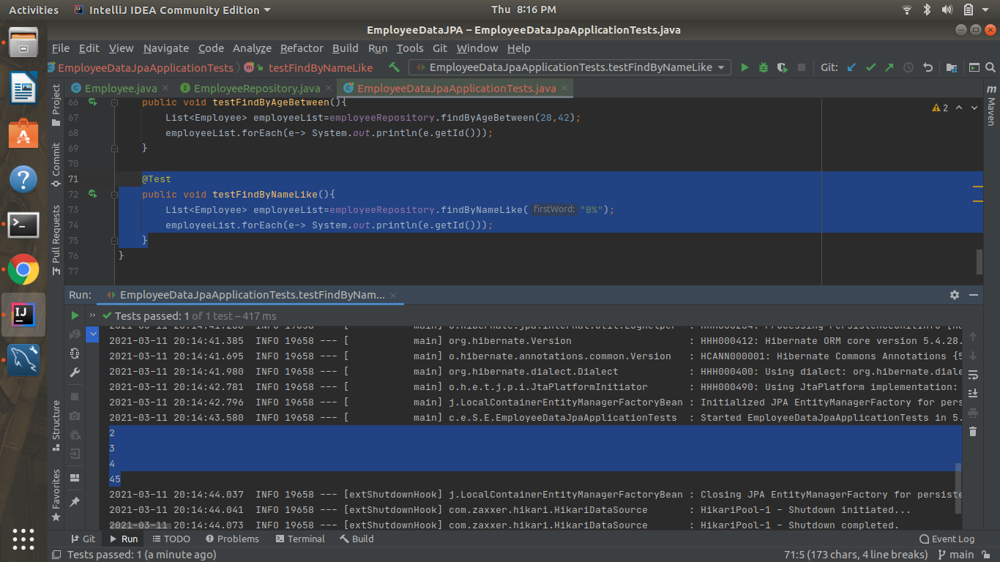 Activities IntelliJ IDEA Community Edition Thu 8:16 PM
EmployeeDataJPA – EmployeeDataJpaApplicationTests.java
File Edit View Navigate Code Analyze Refactor Build Run Tools Git Window Help
EmployeeDataJpaApplicationTests testFindByNameLike EmployeeDataJpaApplicationTests.testFindByNameLike Git:
Employee.java EmployeeRepository.java EmployeeDataJpaApplicationTests.java
Project
Commit
Pull Requests
Structure
Favorites
Maven
66 public void testFindByAgeBetween(){
67 List<Employee> employeeList=employeeRepository.findByAgeBetween(28,42);
68 employeeList.forEach(e-> System.out.println(e.getId()));
69 }
70
71 @Test
72 public void testFindByNameLike(){
73 List<Employee> employeeList=employeeRepository.findByNameLike( firstWord: "B%");
74 employeeList.forEach(e-> System.out.println(e.getId()));
75 }
76 }
77
2
Run: EmployeeDataJpaApplicationTests.testFindByNam...
Tests passed: 1 of 1 test – 417 ms
2021-03-11 20:14:41.385 INFO 19658 --- [ main] org.hibernate.Version : HHH000412: Hibernate ORM core version 5.4.28.
2021-03-11 20:14:41.695 INFO 19658 --- [ main] o.hibernate.annotations.common.Version : HCANN000001: Hibernate Commons Annotations {5
2021-03-11 20:14:41.980 INFO 19658 --- [ main] org.hibernate.dialect.Dialect : HHH000400: Using dialect: org.hibernate.diale
2021-03-11 20:14:42.781 INFO 19658 --- [ main] o.h.e.t.j.p.i.JtaPlatformInitiator : HHH000490: Using JtaPlatform implementation:
2021-03-11 20:14:42.796 INFO 19658 --- [ main] j.LocalContainerEntityManagerFactoryBean : Initialized JPA EntityManagerFactory for pers
2021-03-11 20:14:43.580 INFO 19658 --- [ main] c.e.S.E.EmployeeDataJpaApplicationTests : Started EmployeeDataJpaApplicationTests in 5.
2
3
4
45
2021-03-11 20:14:44.037 INFO 19658 --- [extShutdownHook] j.LocalContainerEntityManagerFactoryBean : Closing JPA EntityManagerFactory for persiste
2021-03-11 20:14:44.041 INFO 19658 --- [extShutdownHook] com.zaxxer.hikari.HikariDataSource : HikariPool-1 - Shutdown initiated...
2021-03-11 20:14:44.073 INFO 19658 --- [extShutdownHook] com.zaxxer.hikari.HikariDataSource : HikariPool-1 - Shutdown completed.
Git Run TODO Problems Terminal Build Event Log
Tests passed: 1 (a minute ago) 71:5 (173 chars, 4 line breaks) main